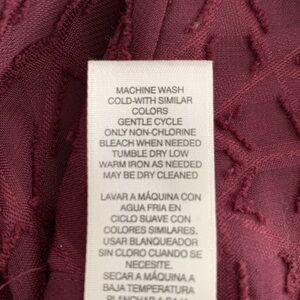 MACHINE WASH
COLD-WITH SIMILAR
COLORS
GENTLE CYCLE
ONLY NON-CHLORINE
BLEACH WHEN NEEDED
TUMBLE DRY LOW
WARM IRON AS NEEDED
MAY BE DRY CLEANED
LAVAR A MÁQUINA CON
AGUA FRIA EN
CICLO SUAVE CON
COLORES SIMILARES.
USAR BLANQUEADOR
SIN CLORO CUANDO SE
NECESITE.
SECAR A MÁQUINA A
BAJA TEMPERATURA
PLANCHAR A BAJA